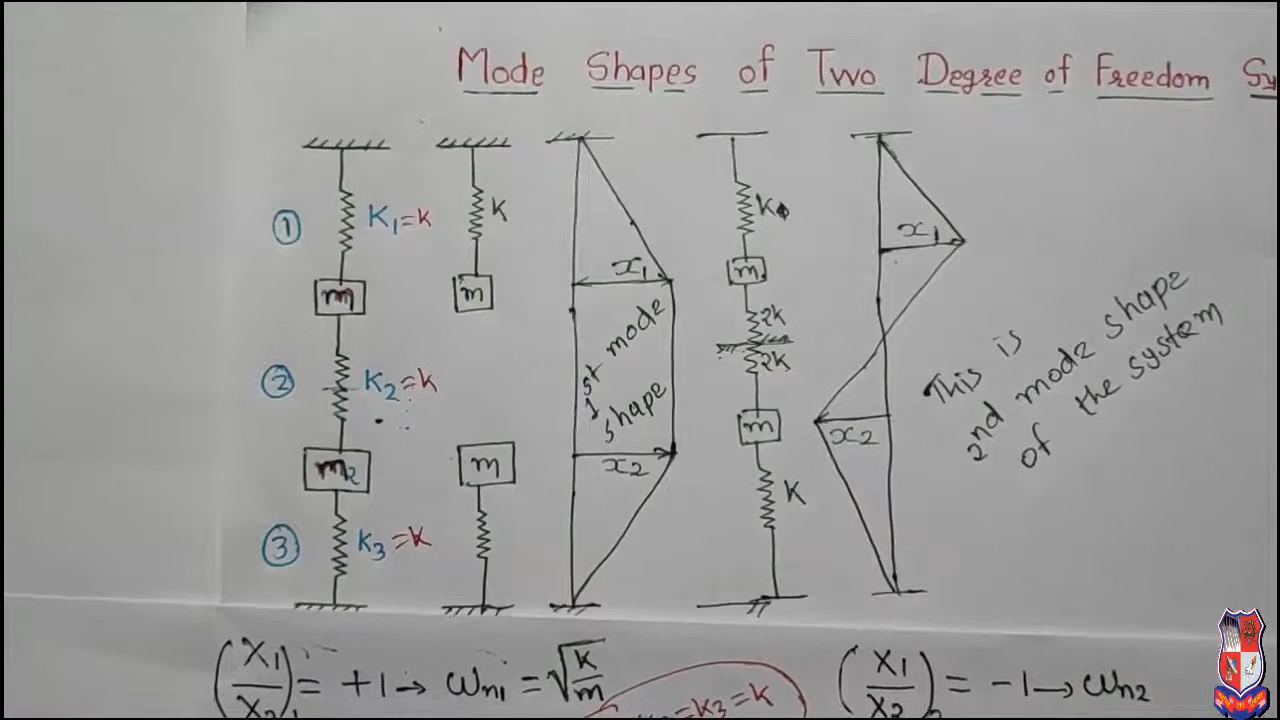 Mode Shapes of Two Degree of Freedom Sy
① K₁=k
m
② K₂=k
m₂
③ K₃=k
K
m
m
x₁
1st mode
shape
x₂
K
m
2k
2k
m
K
x₁
x₂
This is
2nd mode shape
of the system
(X₁/X₂)₁ = +1 → ωn₁ = √(K/m)
=K₃=K
(X₁/X₂)₂ = -1 → ωn₂